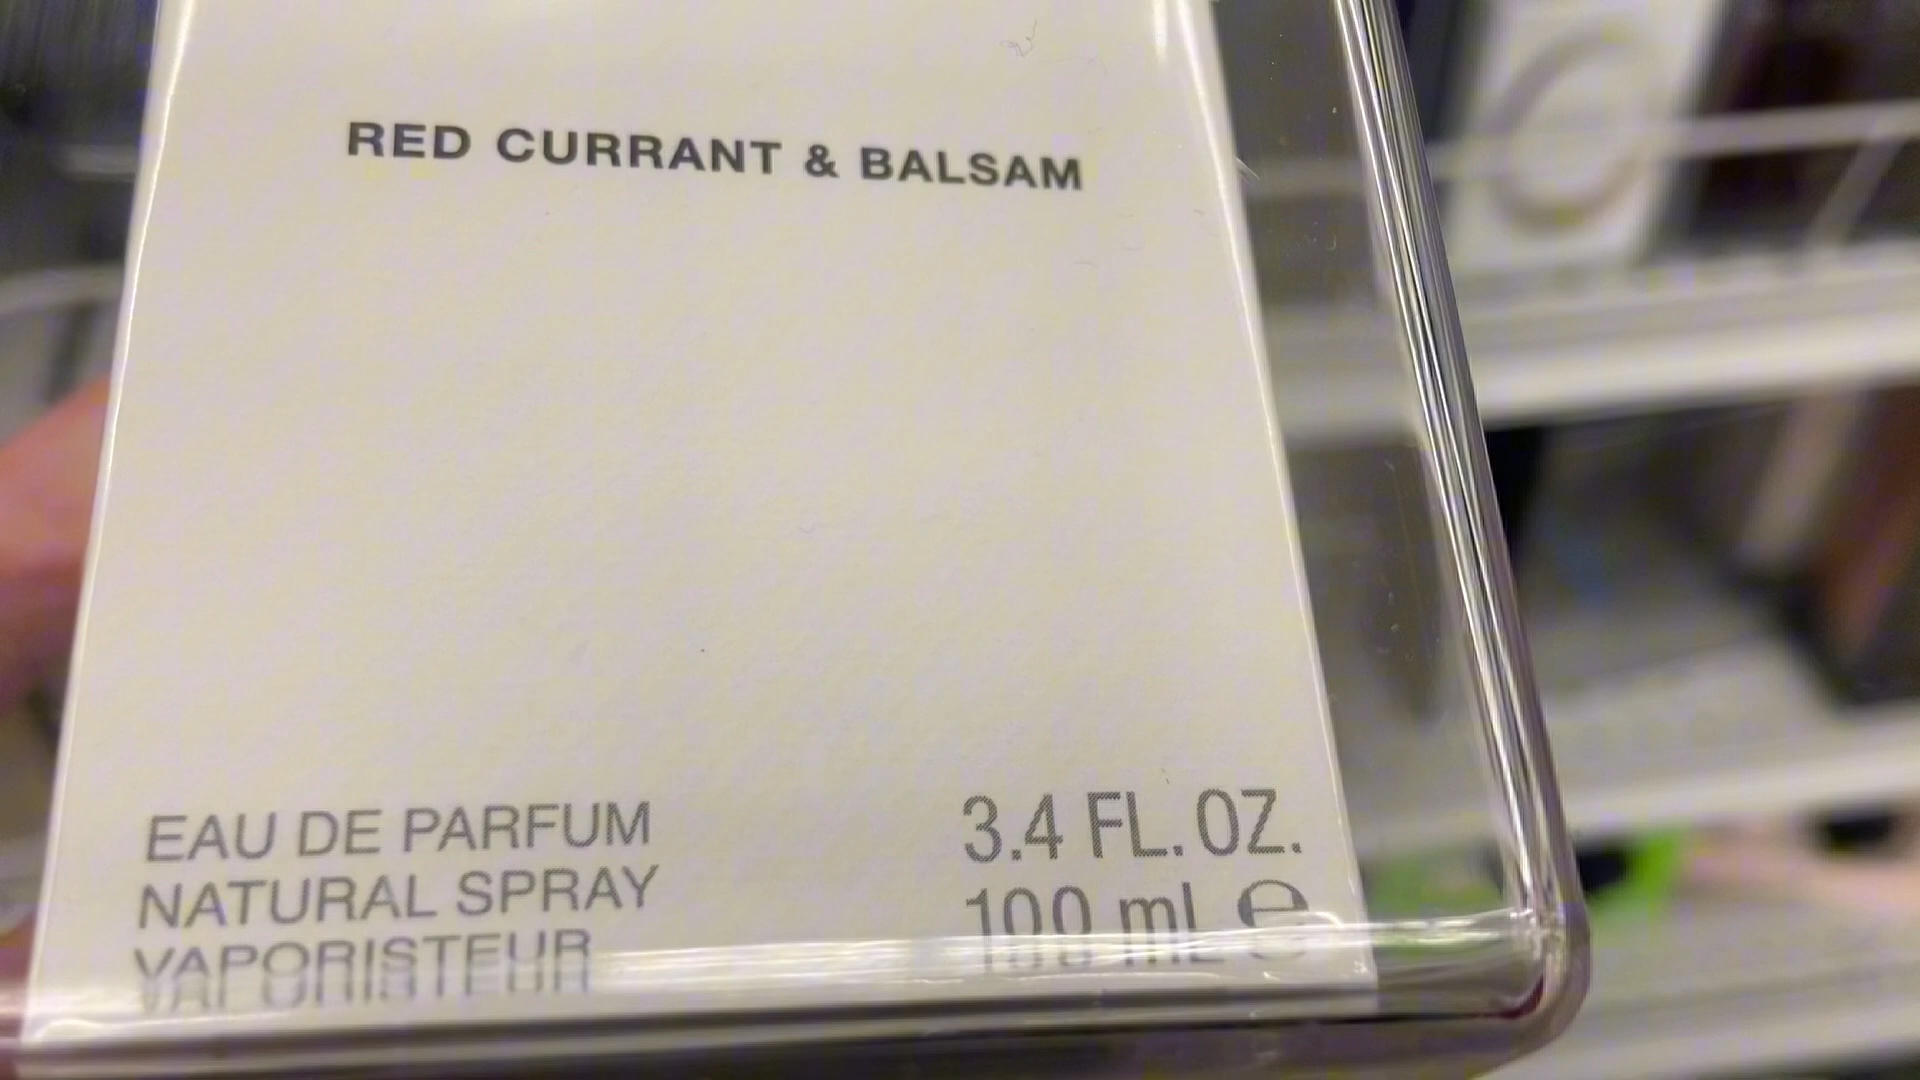 RED CURRANT & BALSAM
EAU DE PARFUM
NATURAL SPRAY
VAPORISTEUR
3.4 FL. OZ.
100 mL ℮